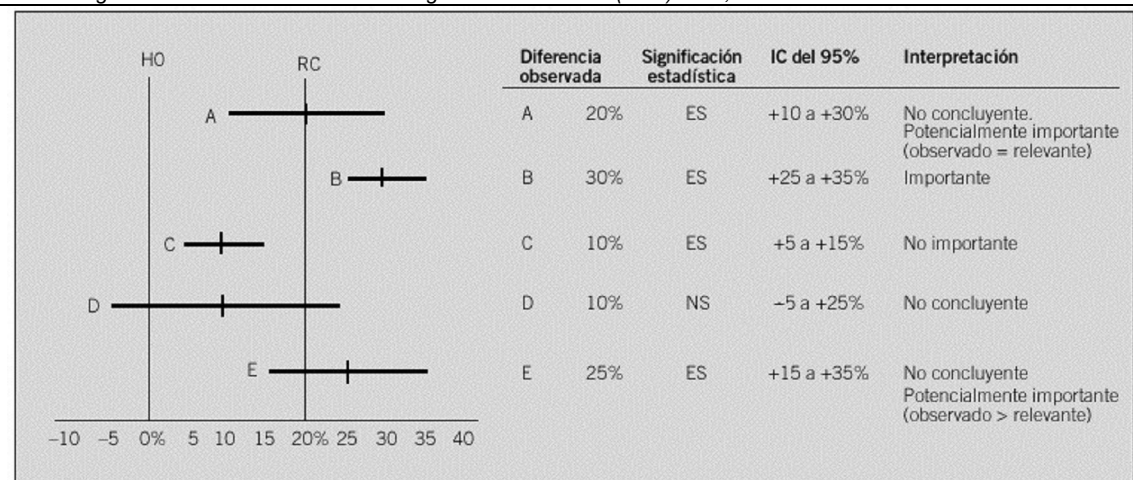 HO
RC
A
B
C
D
E
−10 −5 0% 5 10 15 20% 25 30 35 40
Diferencia observada Significación estadística IC del 95% Interpretación
A 20% ES +10 a +30% No concluyente.
Potencialmente importante
(observado = relevante)
B 30% ES +25 a +35% Importante
C 10% ES +5 a +15% No importante
D 10% NS −5 a +25% No concluyente
E 25% ES +15 a +35% No concluyente
Potencialmente importante
(observado > relevante)